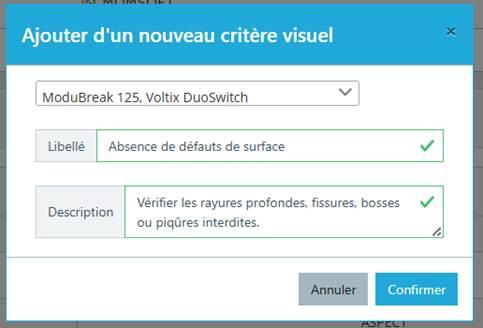 MOMSOFT
Ajouter d'un nouveau critère visuel
×
ModuBreak 125, Voltix DuoSwitch
Libellé Absence de défauts de surface
Description Vérifier les rayures profondes, fissures, bosses
ou piqûres interdites.
Annuler Confirmer
ASPECT